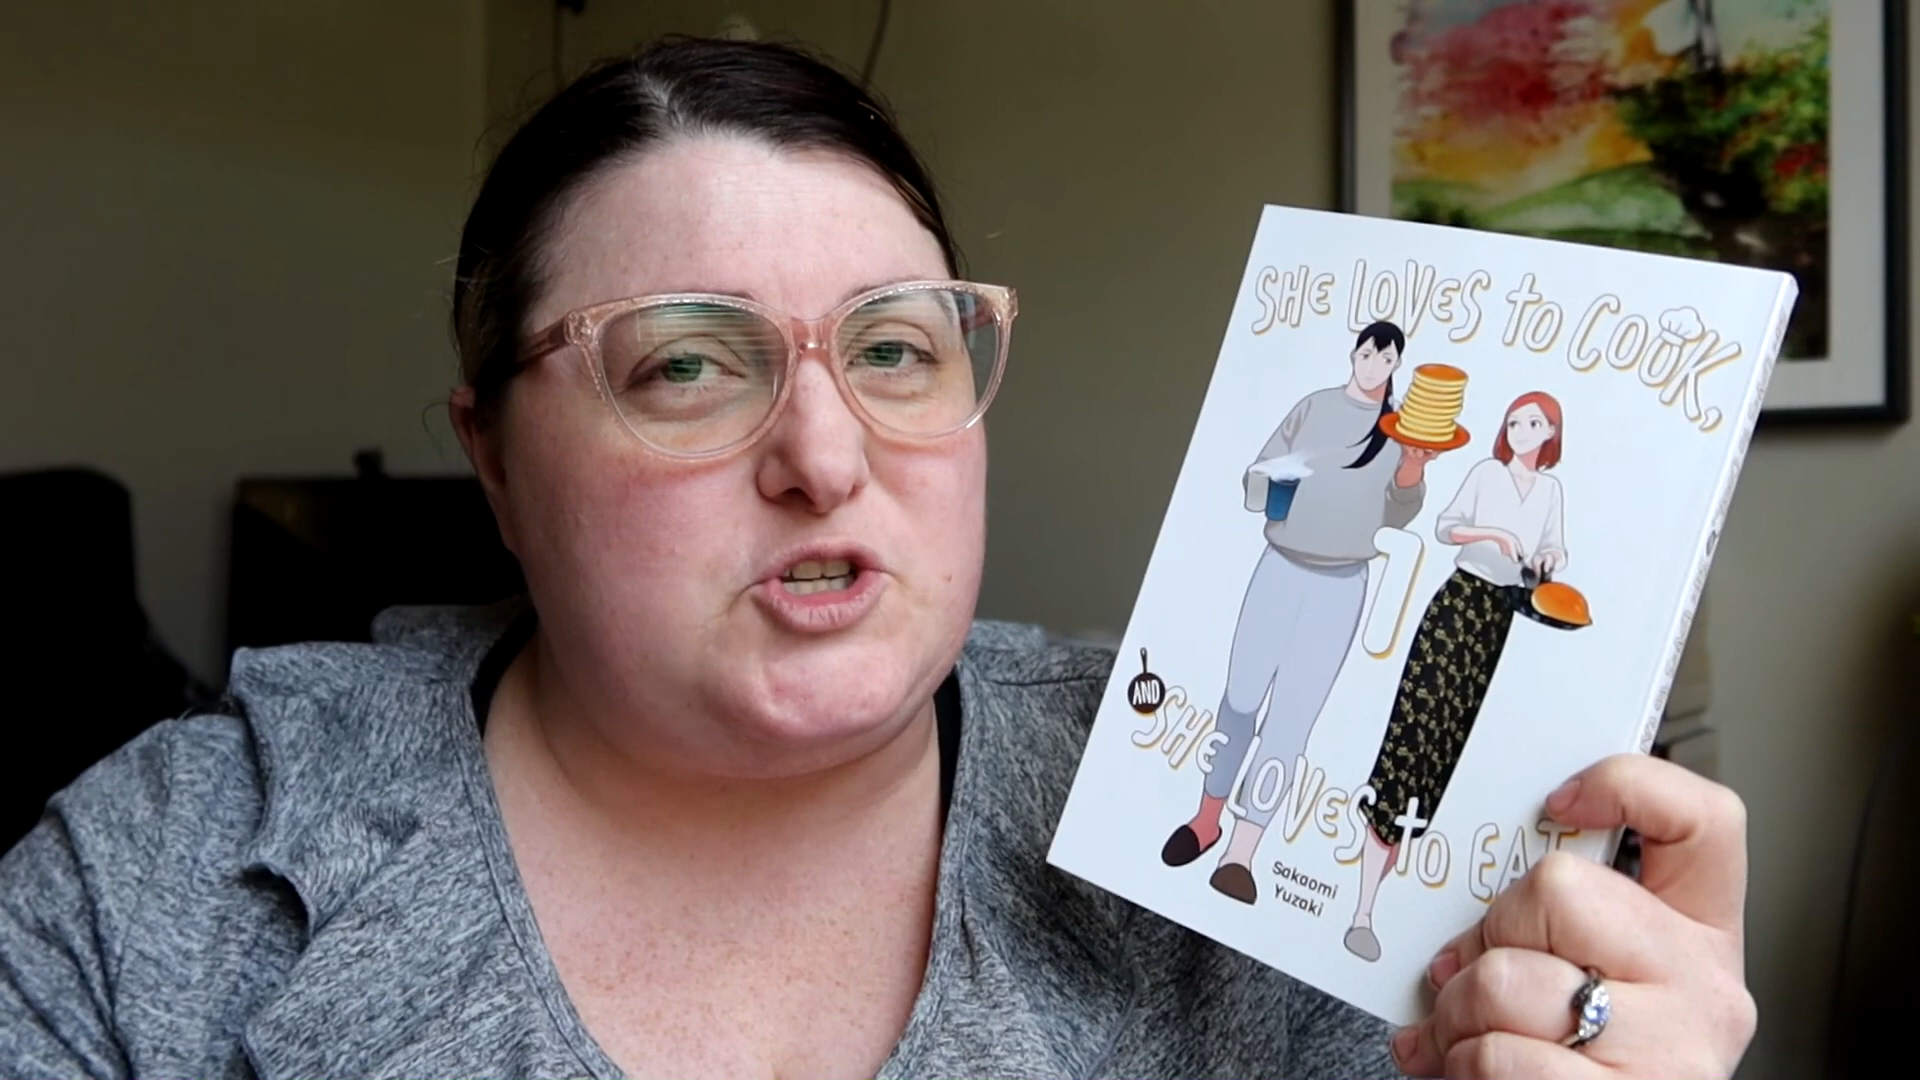 SHE LOVES to COOK,
1
AND
SHE LOVES to EAT
Sakaomi
Yuzaki